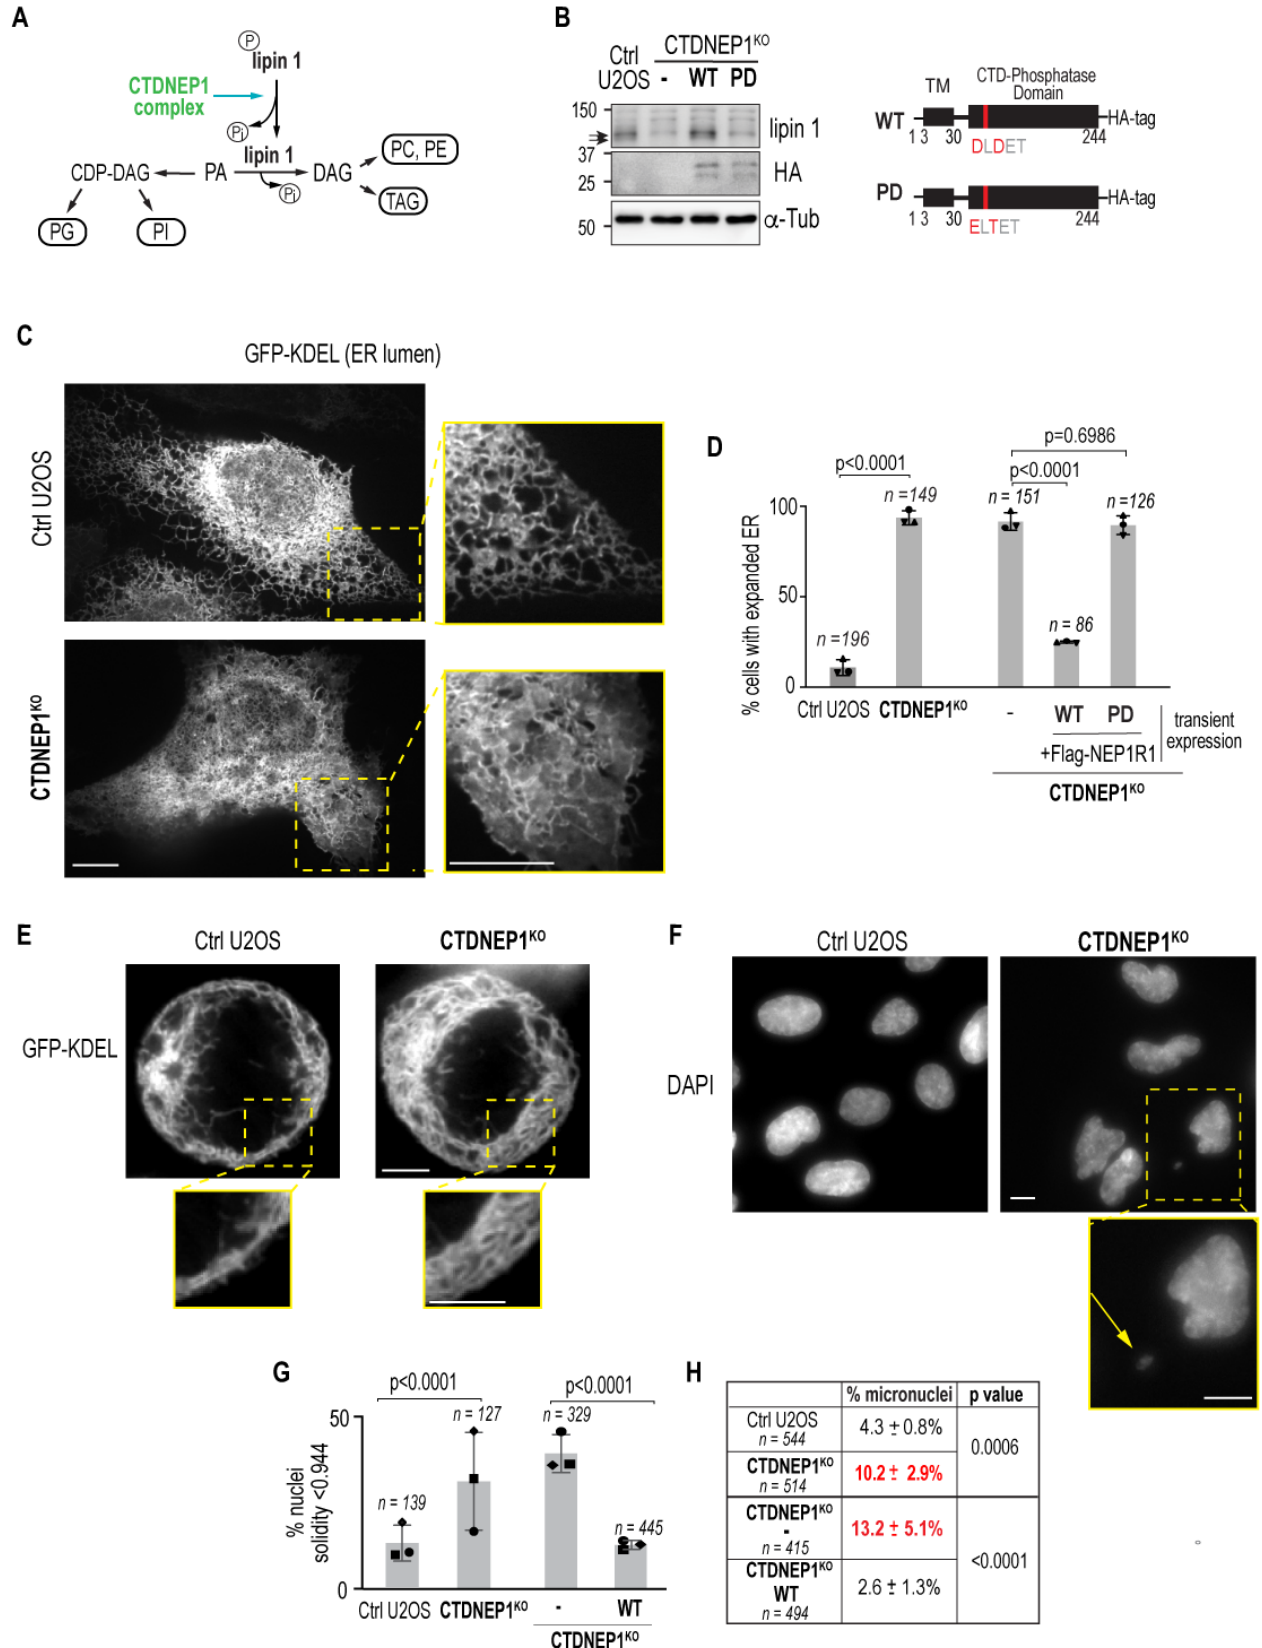 A
P
lipin 1
CTDNEP1
complex
Pi
lipin 1
CDP-DAG
PA
DAG
Pi
PC, PE
TAG
PG
PI
B
Ctrl
U2OS
CTDNEP1KO
- WT PD
150
lipin 1
37
25
HA
50
α-Tub
TM
CTD-Phosphatase
Domain
WT
HA-tag
1 3 30 244
DLDET
PD
HA-tag
1 3 30 244
ELTET
C
GFP-KDEL (ER lumen)
Ctrl U2OS
CTDNEP1KO
D
% cells with expanded ER
100
50
0
p<0.0001
n =149
n =196
p=0.6986
p<0.0001
n = 151
n =126
n = 86
Ctrl U2OS CTDNEP1KO - WT PD
+Flag-NEP1R1
transient
expression
CTDNEP1KO
E
Ctrl U2OS
CTDNEP1KO
GFP-KDEL
F
Ctrl U2OS
CTDNEP1KO
DAPI
G
% nuclei
solidity <0.944
50
0
p<0.0001
p<0.0001
n = 127
n = 329
n = 139
n = 445
Ctrl U2OS CTDNEP1KO - WT
CTDNEP1KO
H
% micronuclei p value
Ctrl U2OS
n = 544
4.3 ± 0.8%
0.0006
CTDNEP1KO
n = 514
10.2 ± 2.9%
CTDNEP1KO
-
n = 415
13.2 ± 5.1%
<0.0001
CTDNEP1KO
WT
n = 494
2.6 ± 1.3%